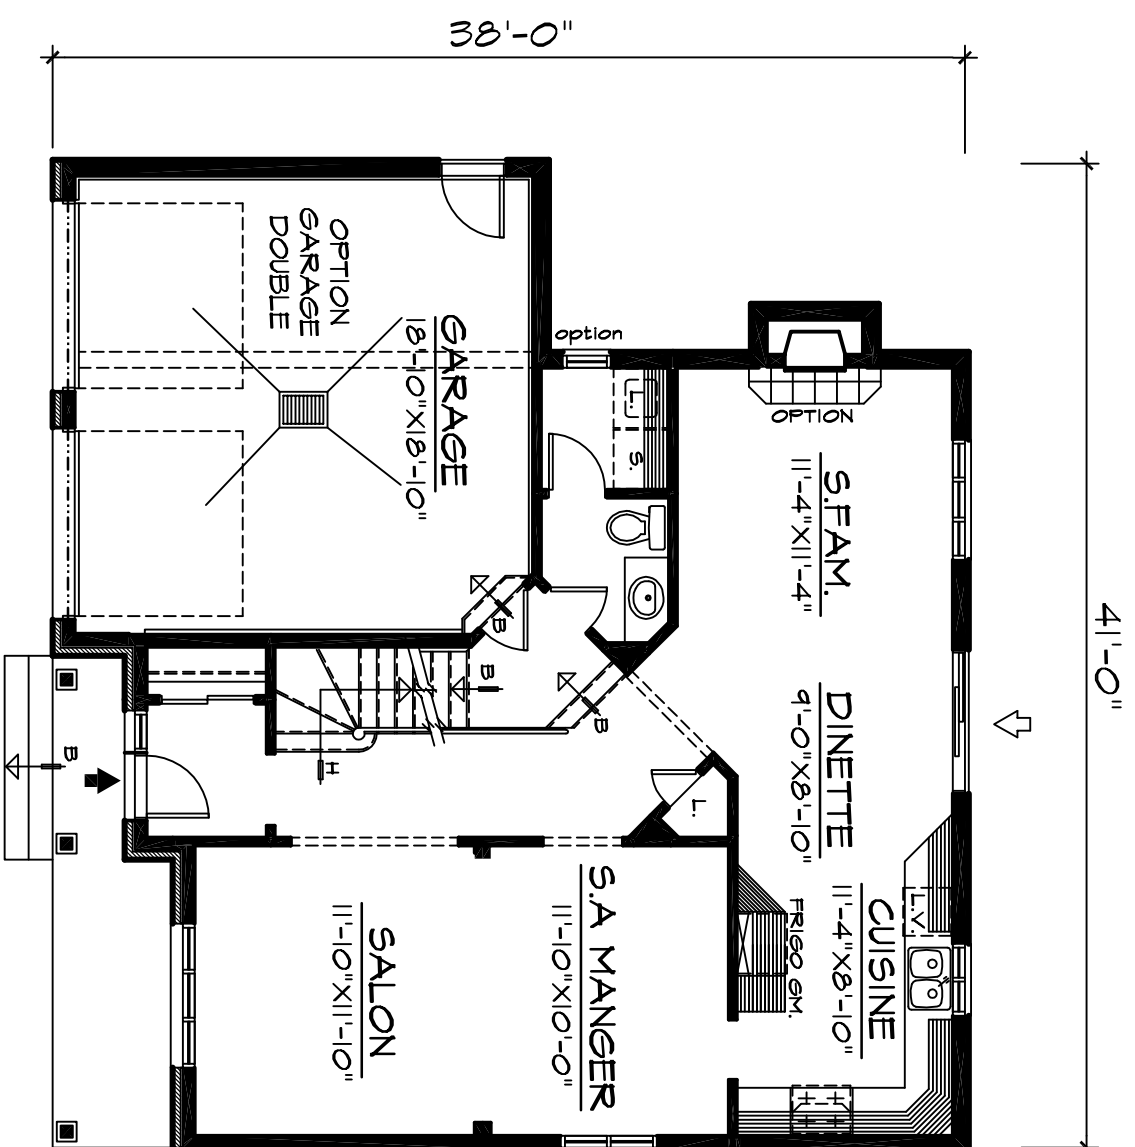 38'-0"
41'-0"
OPTION
GARAGE
DOUBLE
GARAGE
18'-10"X18'-10"
option
L.
S.
OPTION
S.FAM.
11'-4"X11'-4"
DINETTE
9'-0"X8'-10"
CUISINE
11'-4"X8'-10"
L.V.
FRIGO GM.
L.
B
B
B
B
H
S.A MANGER
11'-10"X10'-0"
SALON
11'-10"X11'-10"